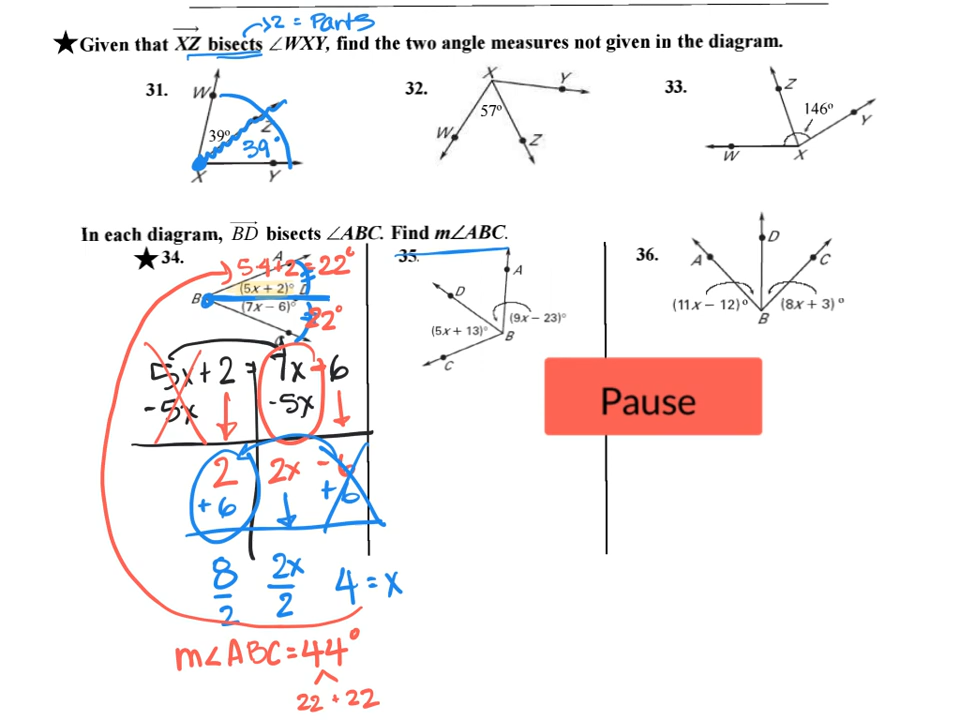 2 = Parts
★Given that XZ bisects ∠WXY, find the two angle measures not given in the diagram.
31.
W
39°
Z
39°
X
Y
32.
X
Y
57°
W
Z
33.
Z
146°
Y
W
X
In each diagram, BD bisects ∠ABC. Find m∠ABC.
★34.
A
5·4+2=22°
(5x + 2)°
D
B
(7x − 6)°
22°
5x+2=7x-6
-5x -5x
2 2x -6
+6 +6
8/2 2x/2 4=x
m∠ABC=44°
22+22
35.
A
D
(9x − 23)°
(5x + 13)°
B
C
36.
D
A
C
(11x − 12)°
(8x + 3)°
B
Pause